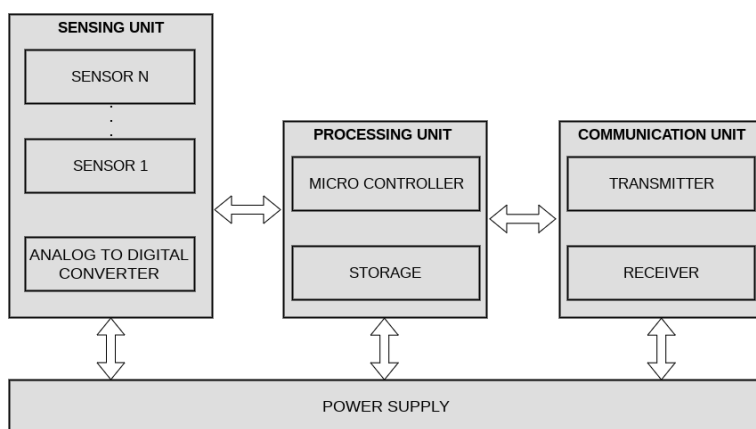 SENSING UNIT
SENSOR N
SENSOR 1
ANALOG TO DIGITAL
CONVERTER
PROCESSING UNIT
MICRO CONTROLLER
STORAGE
COMMUNICATION UNIT
TRANSMITTER
RECEIVER
POWER SUPPLY